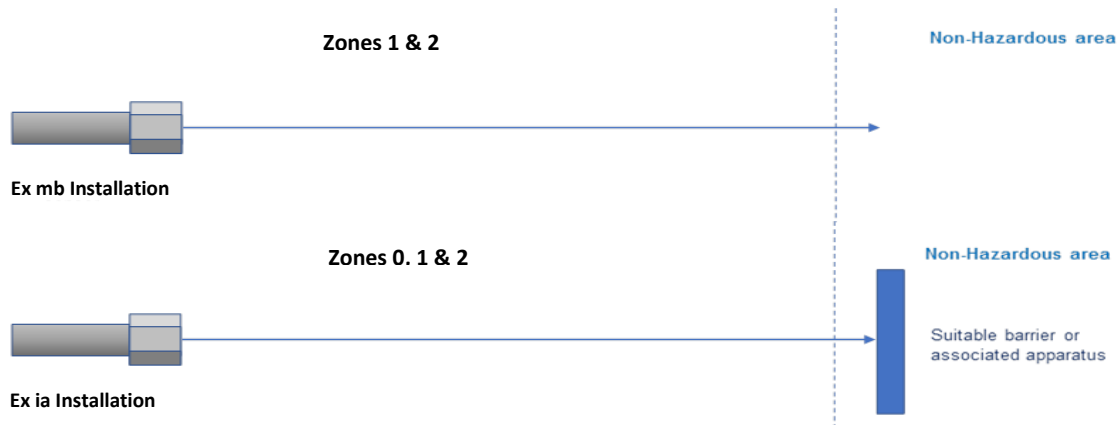 Zones 1 & 2
Non-Hazardous area
Ex mb Installation
Zones 0. 1 & 2
Non-Hazardous area
Suitable barrier or
associated apparatus
Ex ia Installation